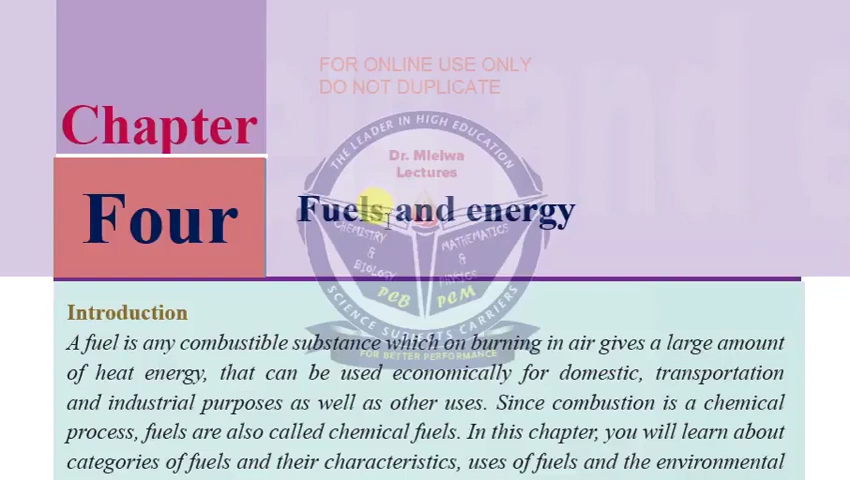 FOR ONLINE USE ONLY
DO NOT DUPLICATE
Chapter
Four
Fuels and energy
THE LEADER IN HIGH EDUCATION
Dr. Mlelwa
Lectures
CHEMISTRY
&
BIOLOGY
PCB
MATHEMATICS
&
PHYSICS
PCM
SCIENCE SUBJECTS CARRIERS
FOR BETTER PERFORMANCE
Introduction
A fuel is any combustible substance which on burning in air gives a large amount
of heat energy, that can be used economically for domestic, transportation
and industrial purposes as well as other uses. Since combustion is a chemical
process, fuels are also called chemical fuels. In this chapter, you will learn about
categories of fuels and their characteristics, uses of fuels and the environmental